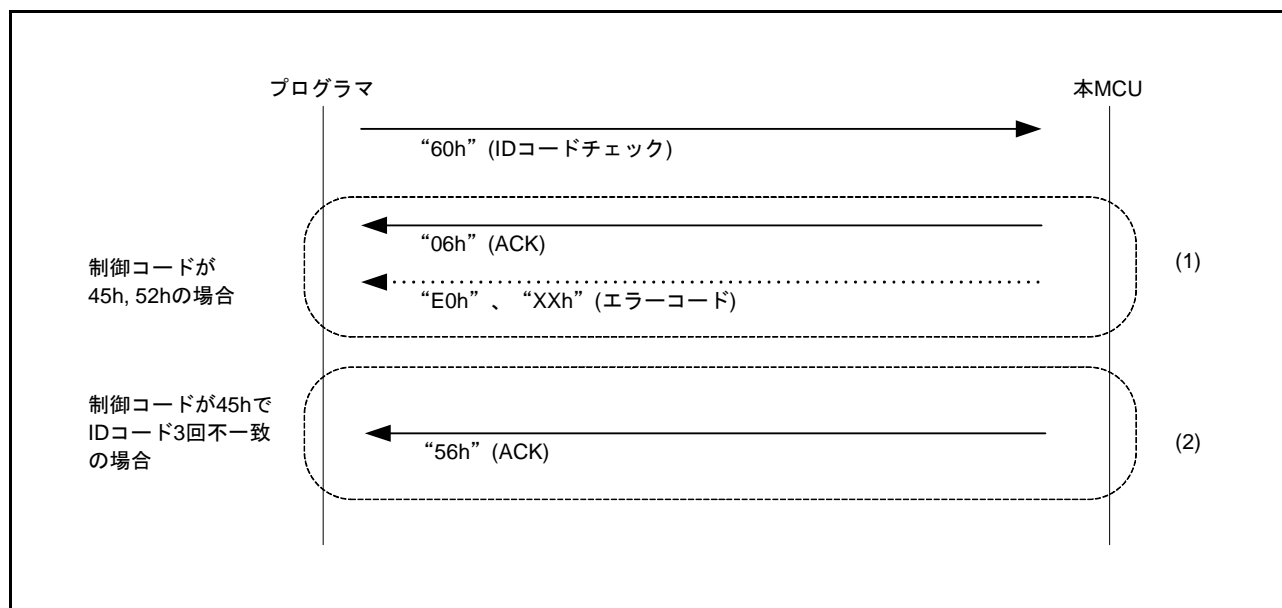 プログラマ
本MCU
“60h” (IDコードチェック)
制御コードが
45h, 52hの場合
“06h” (ACK)
“E0h” 、 “XXh” (エラーコード)
(1)
制御コードが45hで
IDコード3回不一致
の場合
“56h” (ACK)
(2)